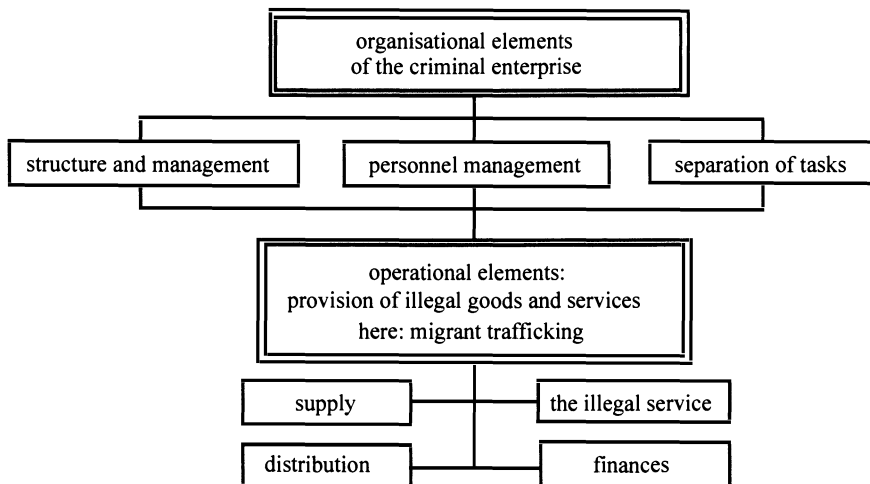 organisational elements
of the criminal enterprise
structure and management
personnel management
separation of tasks
operational elements:
provision of illegal goods and services
here: migrant trafficking
supply
the illegal service
distribution
finances